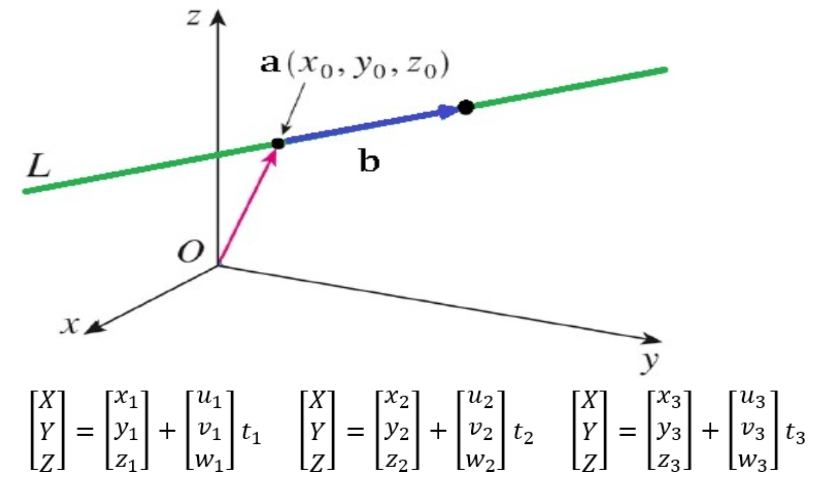 z
a (x₀, y₀, z₀)
L
b
O
x
y
[X Y Z] = [x₁ y₁ z₁] + [u₁ v₁ w₁] t₁ [X Y Z] = [x₂ y₂ z₂] + [u₂ v₂ w₂] t₂ [X Y Z] = [x₃ y₃ z₃] + [u₃ v₃ w₃] t₃